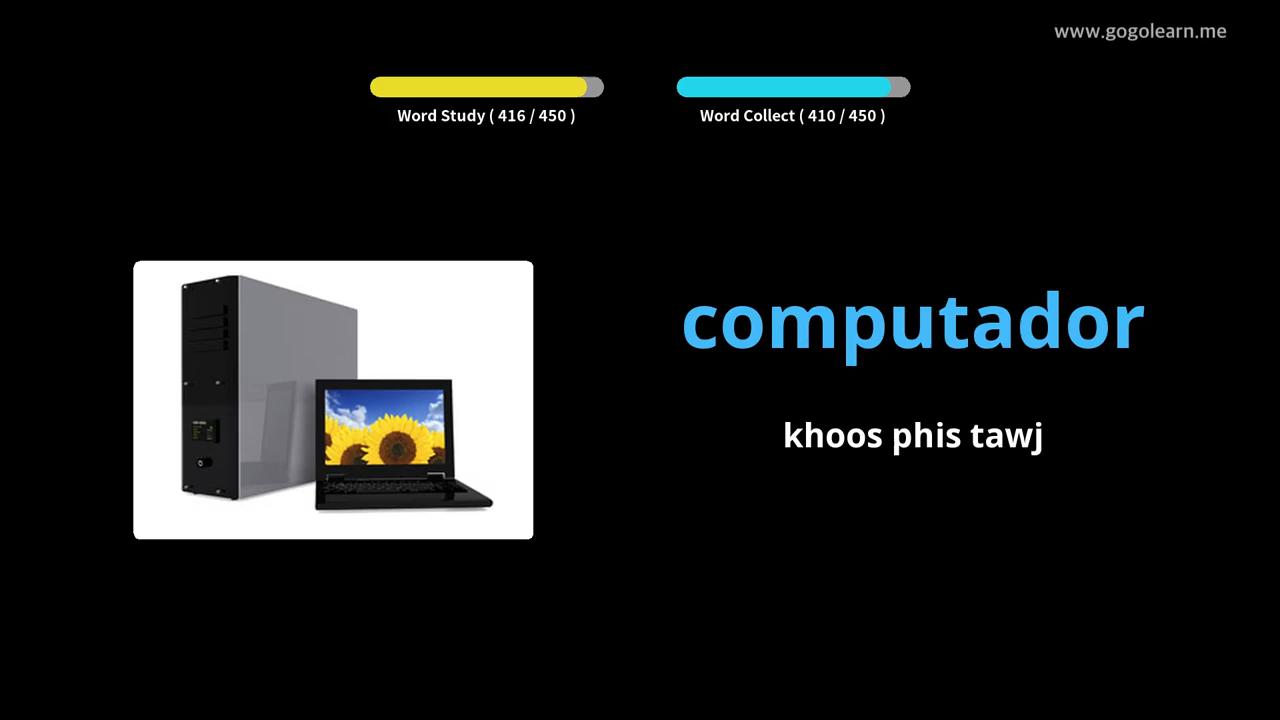 www.gogolearn.me
Word Study ( 416 / 450 )
Word Collect ( 410 / 450 )
computador
khoos phis tawj